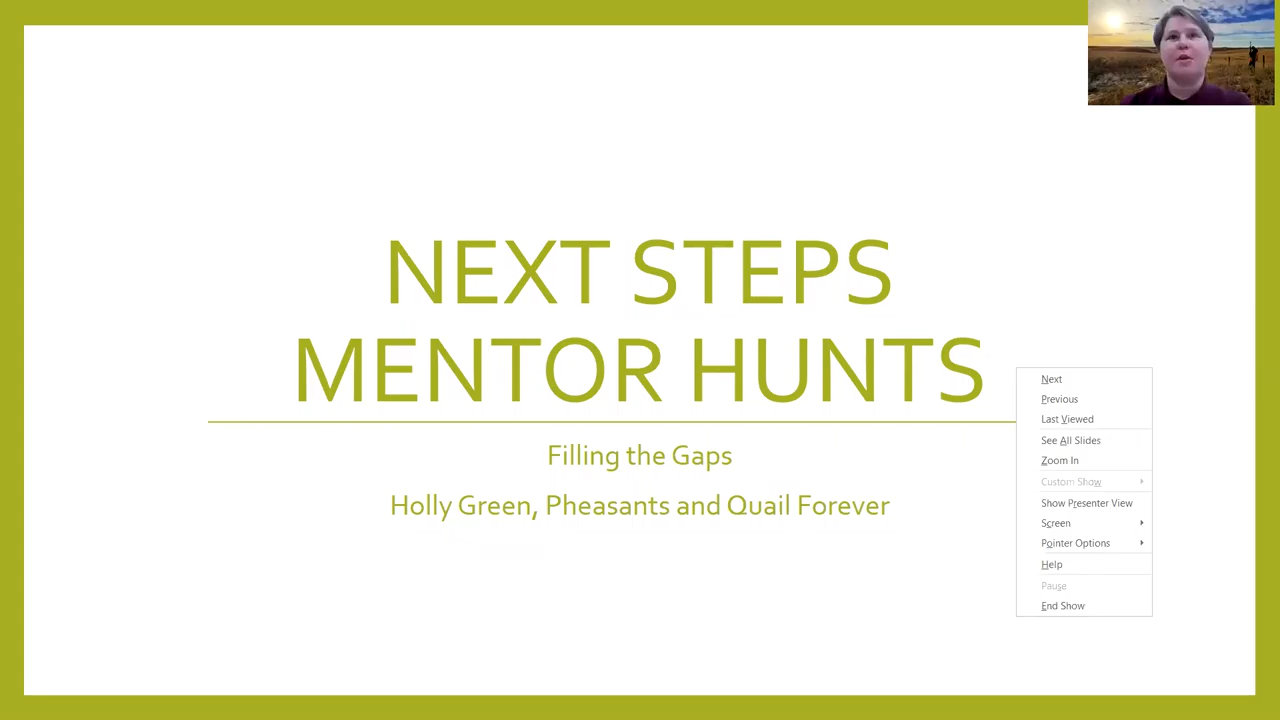 NEXT STEPS
MENTOR HUNTS
Filling the Gaps
Holly Green, Pheasants and Quail Forever
Next
Previous
Last Viewed
See All Slides
Zoom In
Custom Show
Show Presenter View
Screen
Pointer Options
Help
Pause
End Show